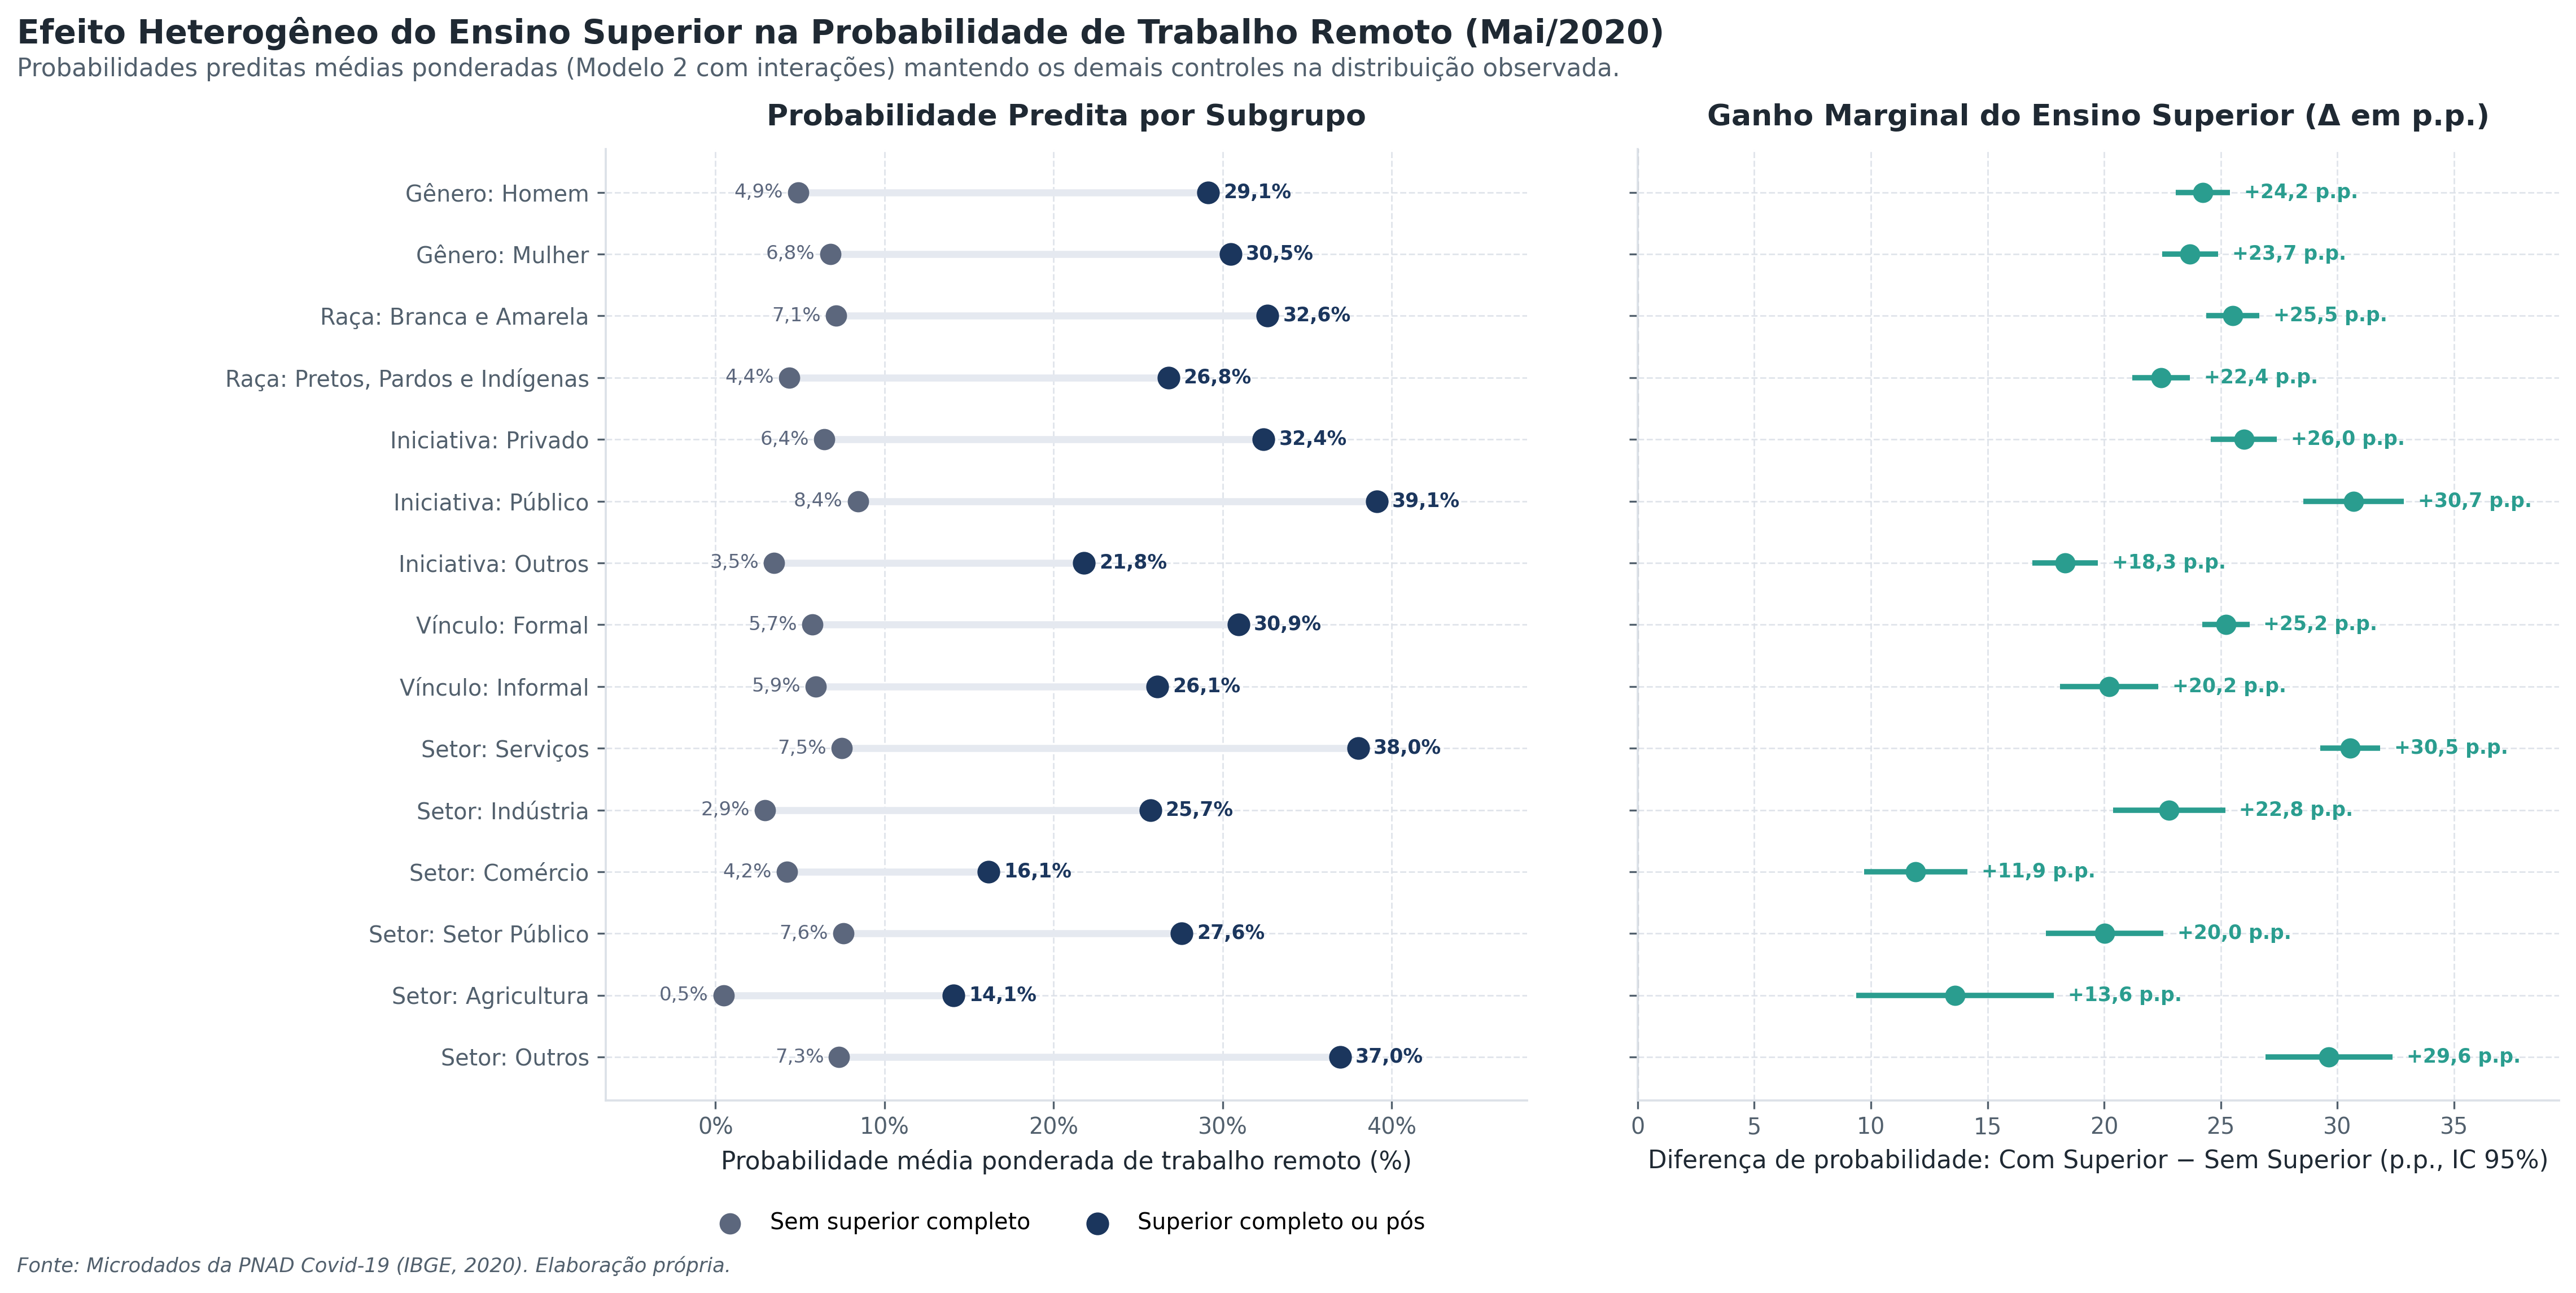 Efeito Heterogêneo do Ensino Superior na Probabilidade de Trabalho Remoto (Mai/2020)
Probabilidades preditas médias ponderadas (Modelo 2 com interações) mantendo os demais controles na distribuição observada.
Probabilidade Predita por Subgrupo
Ganho Marginal do Ensino Superior (Δ em p.p.)
Gênero: Homem 4,9% 29,1% +24,2 p.p.
Gênero: Mulher 6,8% 30,5% +23,7 p.p.
Raça: Branca e Amarela 7,1% 32,6% +25,5 p.p.
Raça: Pretos, Pardos e Indígenas 4,4% 26,8% +22,4 p.p.
Iniciativa: Privado 6,4% 32,4% +26,0 p.p.
Iniciativa: Público 8,4% 39,1% +30,7 p.p.
Iniciativa: Outros 3,5% 21,8% +18,3 p.p.
Vínculo: Formal 5,7% 30,9% +25,2 p.p.
Vínculo: Informal 5,9% 26,1% +20,2 p.p.
Setor: Serviços 7,5% 38,0% +30,5 p.p.
Setor: Indústria 2,9% 25,7% +22,8 p.p.
Setor: Comércio 4,2% 16,1% +11,9 p.p.
Setor: Setor Público 7,6% 27,6% +20,0 p.p.
Setor: Agricultura 0,5% 14,1% +13,6 p.p.
Setor: Outros 7,3% 37,0% +29,6 p.p.
0% 10% 20% 30% 40%
0 5 10 15 20 25 30 35
Probabilidade média ponderada de trabalho remoto (%)
Diferença de probabilidade: Com Superior − Sem Superior (p.p., IC 95%)
Sem superior completo
Superior completo ou pós
Fonte: Microdados da PNAD Covid-19 (IBGE, 2020). Elaboração própria.